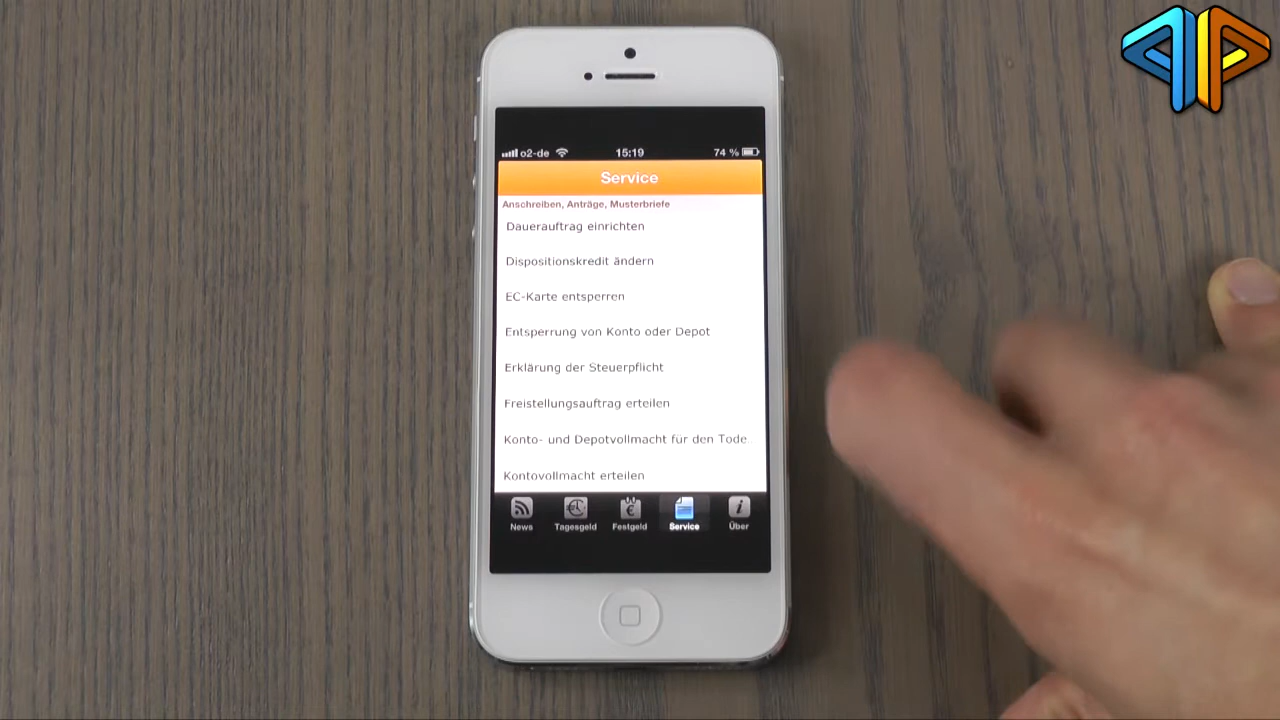 o2-de 15:19 74 %
Service
Anschreiben, Anträge, Musterbriefe
Dauerauftrag einrichten
Dispositionskredit ändern
EC-Karte entsperren
Entsperrung von Konto oder Depot
Erklärung der Steuerpflicht
Freistellungsauftrag erteilen
Konto- und Depotvollmacht für den Tode
Kontovollmacht erteilen
News Tagesgeld Festgeld Service Über